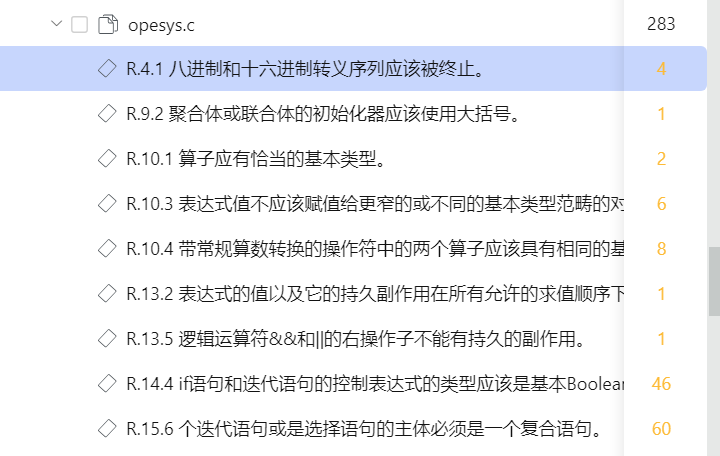 opesys.c 283
R.4.1 八进制和十六进制转义序列应该被终止。 4
R.9.2 聚合体或联合体的初始化器应该使用大括号。 1
R.10.1 算子应有恰当的基本类型。 2
R.10.3 表达式值不应该赋值给更窄的或不同的基本类型范畴的对 6
R.10.4 带常规算数转换的操作符中的两个算子应该具有相同的基 8
R.13.2 表达式的值以及它的持久副作用在所有允许的求值顺序下 1
R.13.5 逻辑运算符&&和||的右操作子不能有持久的副作用。 1
R.14.4 if语句和迭代语句的控制表达式的类型应该是基本Boolean 46
R.15.6 个迭代语句或是选择语句的主体必须是一个复合语句。 60